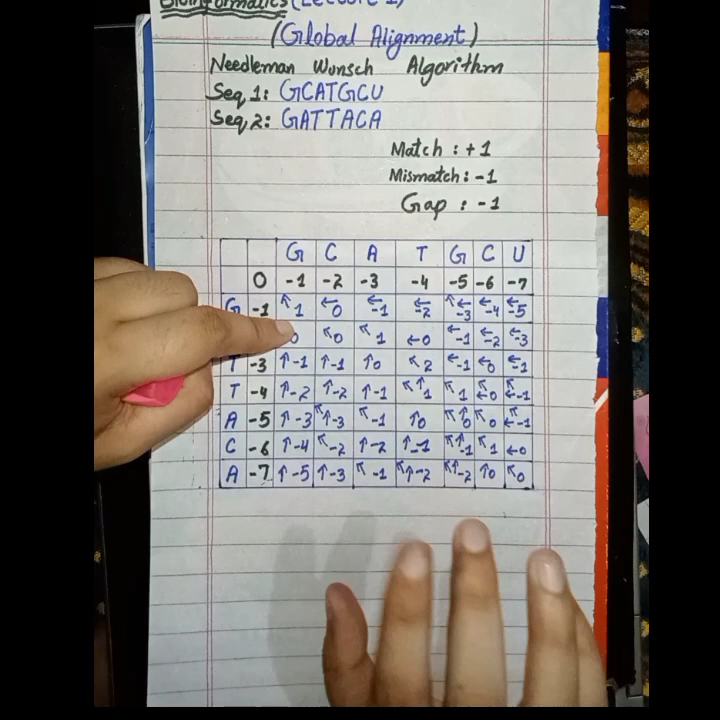 Bioinformatics (Lecture 1)
(Global Alignment)
Needleman Wunsch Algorithm
Seq 1: GCATGCU
Seq 2: GATTACA
Match : +1
Mismatch : -1
Gap : -1
G C A T G C U
0 -1 -2 -3 -4 -5 -6 -7
G -1 ↖1 ←0 ←-1 ←-2 ↖←-3 ←-4 ←-5
0 ↖0 ↖1 ←0 ←-1 ←-2 ←-3
T -3 ↑-1 ↑-1 ↑0 ↖2 ←-1 ←0 ←-1
T -4 ↑-2 ↑-2 ↑-1 ↖↑1 ↖1 ↖←0 ↖←-1
A -5 ↑-3 ↖↑-3 ↖-1 ↑0 ↖↑0 ↖0 ↖←-1
C -6 ↑-4 ↖-2 ↑-2 ↑-1 ↖↑-1 ↖1 ←0
A -7 ↑-5 ↑-3 ↖-1 ↖↑-2 ↖↑-2 ↑0 ↖0